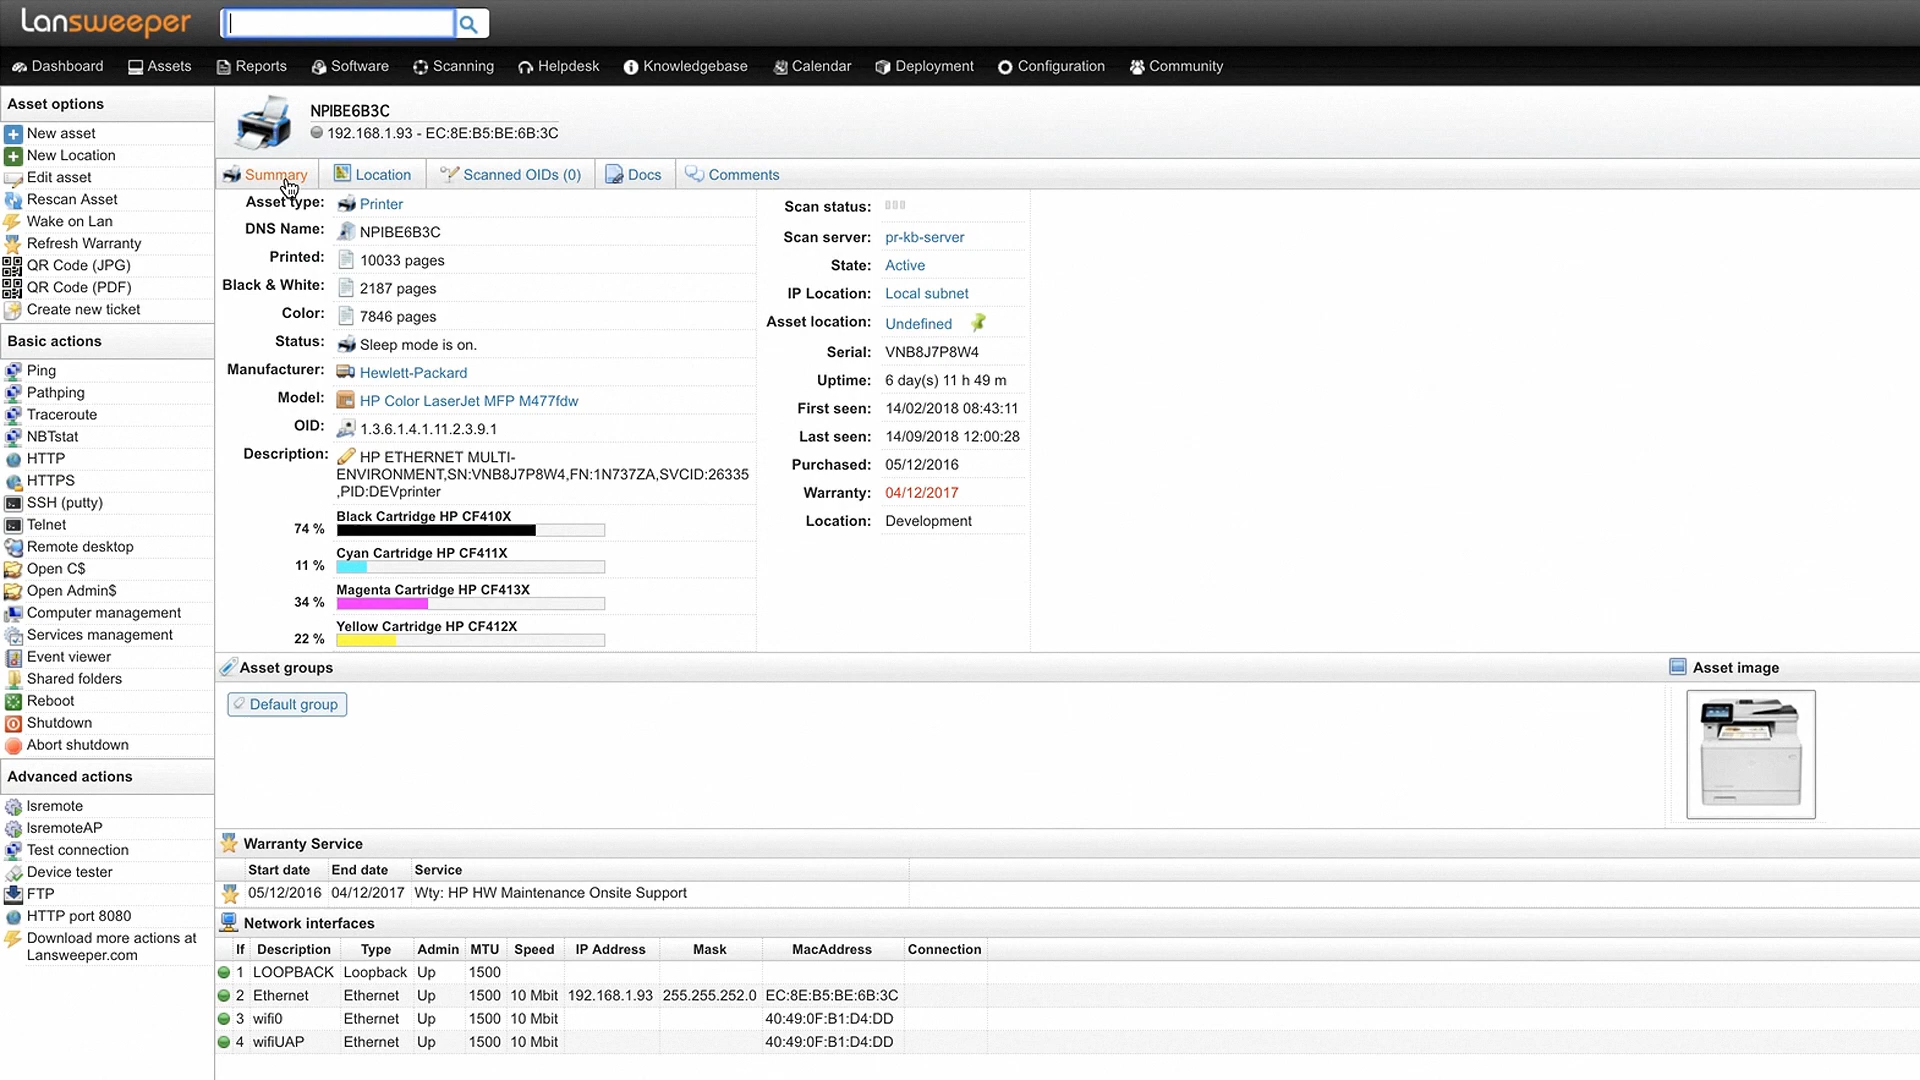 Lansweeper
Dashboard Assets Reports Software Scanning Helpdesk Knowledgebase Calendar Deployment Configuration Community
Asset options
New asset
New Location
Edit asset
Rescan Asset
Wake on Lan
Refresh Warranty
QR Code (JPG)
QR Code (PDF)
Create new ticket
Basic actions
Ping
Pathping
Traceroute
NBTstat
HTTP
HTTPS
SSH (putty)
Telnet
Remote desktop
Open C$
Open Admin$
Computer management
Services management
Event viewer
Shared folders
Reboot
Shutdown
Abort shutdown
Advanced actions
lsremote
lsremoteAP
Test connection
Device tester
FTP
HTTP port 8080
Download more actions at
Lansweeper.com
NPIBE6B3C
192.168.1.93 - EC:8E:B5:BE:6B:3C
Summary Location Scanned OIDs (0) Docs Comments
Asset type: Printer
DNS Name: NPIBE6B3C
Printed: 10033 pages
Black & White: 2187 pages
Color: 7846 pages
Status: Sleep mode is on.
Manufacturer: Hewlett-Packard
Model: HP Color LaserJet MFP M477fdw
OID: 1.3.6.1.4.1.11.2.3.9.1
Description: HP ETHERNET MULTI-
ENVIRONMENT,SN:VNB8J7P8W4,FN:1N737ZA,SVCID:26335
,PID:DEVprinter
Black Cartridge HP CF410X
74 %
Cyan Cartridge HP CF411X
11 %
Magenta Cartridge HP CF413X
34 %
Yellow Cartridge HP CF412X
22 %
Scan status:
Scan server: pr-kb-server
State: Active
IP Location: Local subnet
Asset location: Undefined
Serial: VNB8J7P8W4
Uptime: 6 day(s) 11 h 49 m
First seen: 14/02/2018 08:43:11
Last seen: 14/09/2018 12:00:28
Purchased: 05/12/2016
Warranty: 04/12/2017
Location: Development
Asset groups
Default group
Asset image
Warranty Service
Start date End date Service
05/12/2016 04/12/2017 Wty: HP HW Maintenance Onsite Support
Network interfaces
If Description Type Admin MTU Speed IP Address Mask MacAddress Connection
1 LOOPBACK Loopback Up 1500
2 Ethernet Ethernet Up 1500 10 Mbit 192.168.1.93 255.255.252.0 EC:8E:B5:BE:6B:3C
3 wifi0 Ethernet Up 1500 10 Mbit 40:49:0F:B1:D4:DD
4 wifiUAP Ethernet Up 1500 10 Mbit 40:49:0F:B1:D4:DD